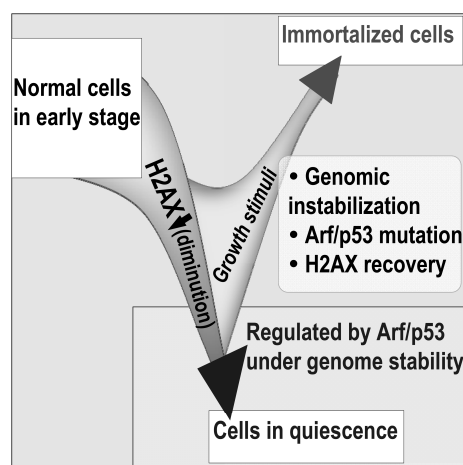 Immortalized cells
Normal cells
in early stage
H2AX
(diminution)
Growth stimuli
• Genomic
instabilization
• Arf/p53 mutation
• H2AX recovery
Regulated by Arf/p53
under genome stability
Cells in quiescence